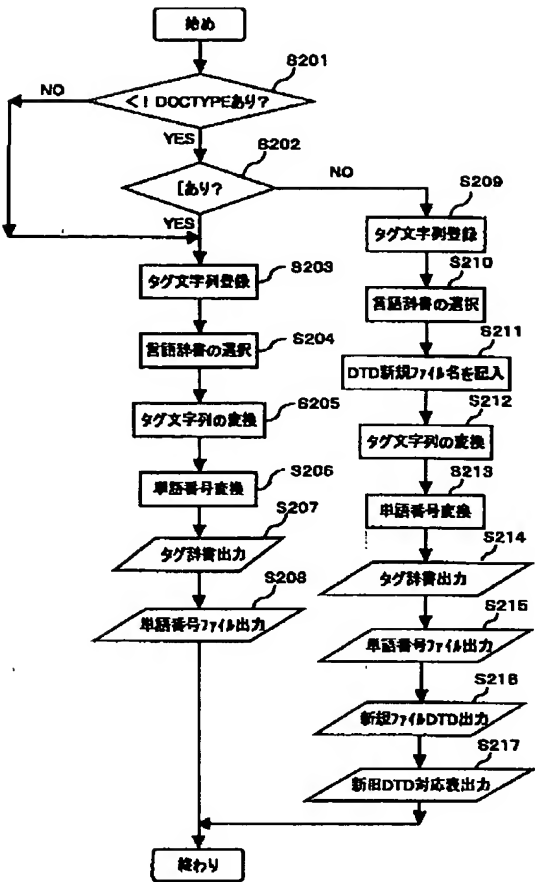 始め
S201
NO
<！DOCTYPEあり？
YES
S202
[あり？
NO
YES
S209
タグ文字列登録
S203
タグ文字列登録
S210
言語辞書の選択
S204
言語辞書の選択
S211
DTD新規ファイル名を記入
S205
タグ文字列の変換
S212
タグ文字列の変換
S206
単語番号変換
S213
単語番号変換
S207
タグ辞書出力
S214
タグ辞書出力
S208
単語番号ファイル出力
S215
単語番号ファイル出力
S216
新規ファイルDTD出力
S217
新旧DTD対応表出力
終わり